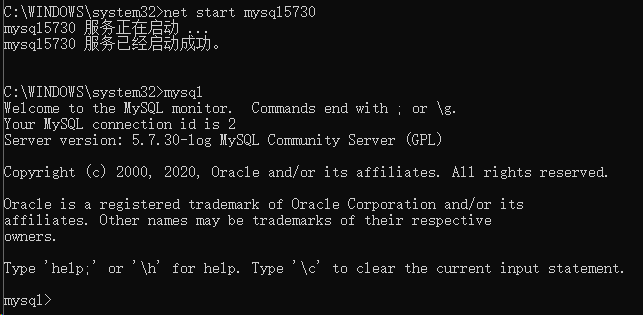 C:\WINDOWS\system32>net start mysql5730
mysql5730 服务正在启动 ...
mysql5730 服务已经启动成功。
C:\WINDOWS\system32>mysql
Welcome to the MySQL monitor.  Commands end with ; or \g.
Your MySQL connection id is 2
Server version: 5.7.30-log MySQL Community Server (GPL)
Copyright (c) 2000, 2020, Oracle and/or its affiliates. All rights reserved.
Oracle is a registered trademark of Oracle Corporation and/or its
affiliates. Other names may be trademarks of their respective
owners.
Type 'help;' or '\h' for help. Type '\c' to clear the current input statement.
mysql>